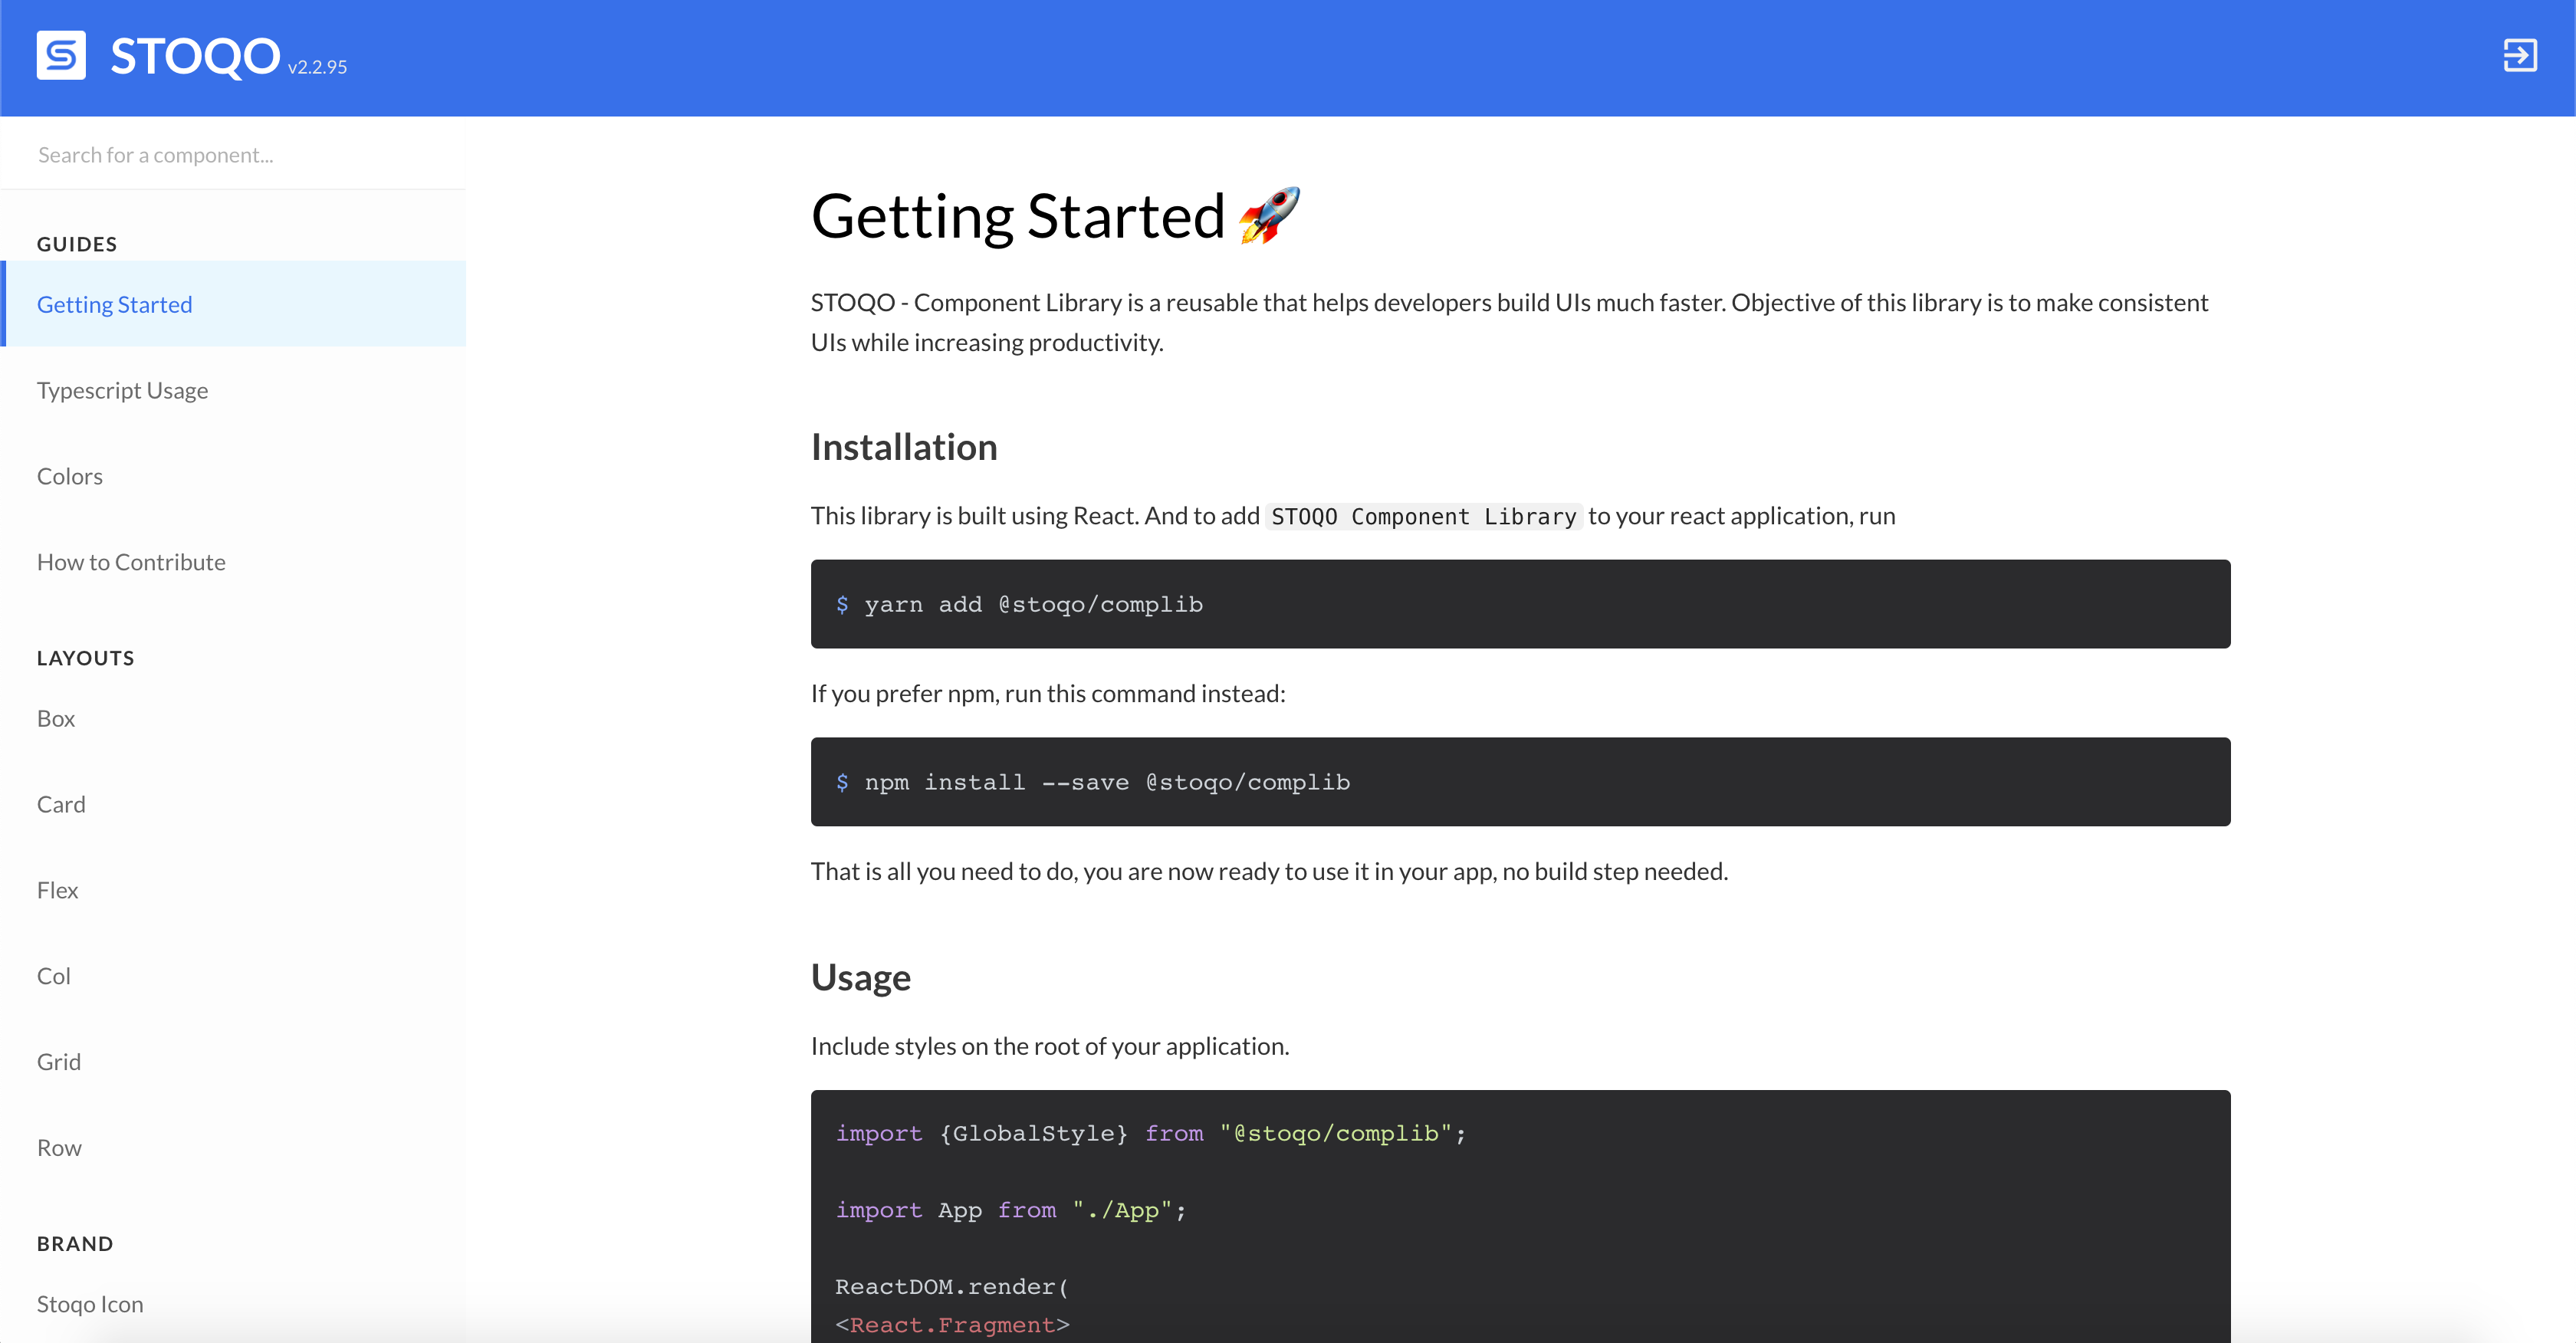 STOQO v2.2.95
Search for a component...
GUIDES
Getting Started
Typescript Usage
Colors
How to Contribute
LAYOUTS
Box
Card
Flex
Col
Grid
Row
BRAND
Stoqo Icon
Getting Started 🚀
STOQO - Component Library is a reusable that helps developers build UIs much faster. Objective of this library is to make consistent
UIs while increasing productivity.
Installation
This library is built using React. And to add STOQO Component Library to your react application, run
$ yarn add @stoqo/complib
If you prefer npm, run this command instead:
$ npm install --save @stoqo/complib
That is all you need to do, you are now ready to use it in your app, no build step needed.
Usage
Include styles on the root of your application.
import {GlobalStyle} from "@stoqo/complib";
import App from "./App";
ReactDOM.render(
<React.Fragment>